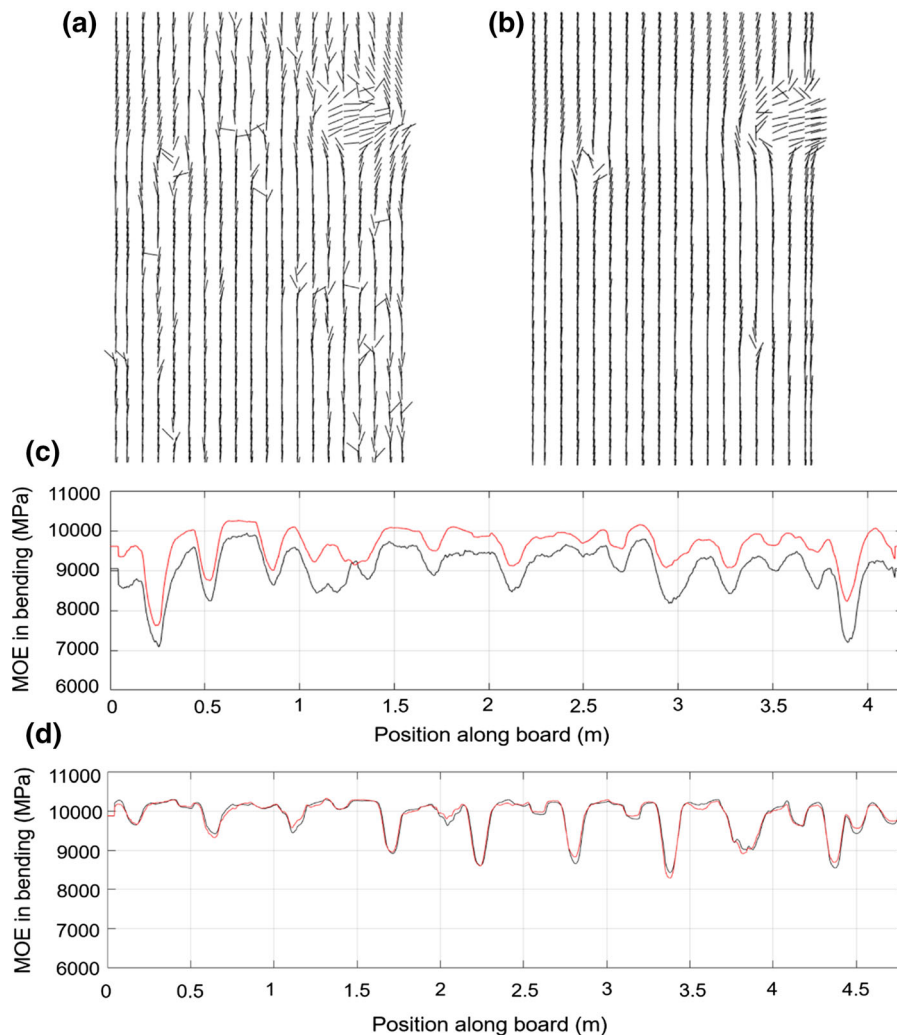 (a)
(b)
(c)
MOE in bending (MPa)
11000
10000
9000
8000
7000
6000
0 0.5 1 1.5 2 2.5 3 3.5 4
Position along board (m)
(d)
MOE in bending (MPa)
11000
10000
9000
8000
7000
6000
0 0.5 1 1.5 2 2.5 3 3.5 4 4.5
Position along board (m)